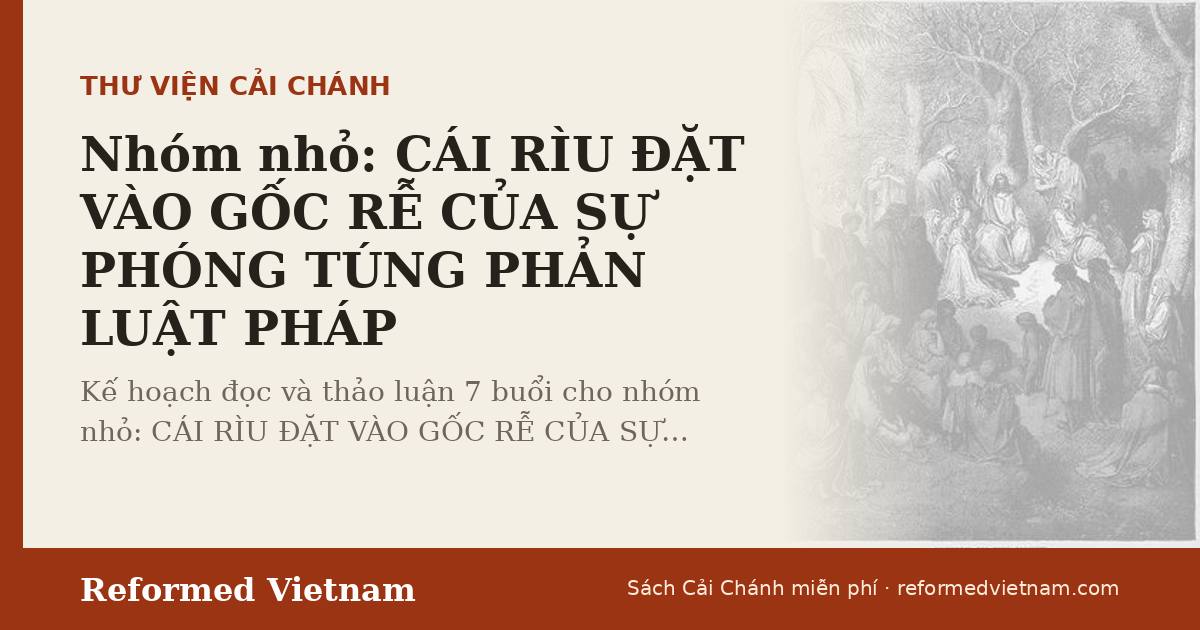 THƯ VIỆN CẢI CHÁNH
Nhóm nhỏ: CÁI RÌU ĐẶT
VÀO GỐC RỄ CỦA SỰ
PHÓNG TÚNG PHẢN
LUẬT PHÁP
Kế hoạch đọc và thảo luận 7 buổi cho nhóm
nhỏ: CÁI RÌU ĐẶT VÀO GỐC RỄ CỦA SỰ...
Reformed Vietnam
Sách Cải Chánh miễn phí · reformedvietnam.com